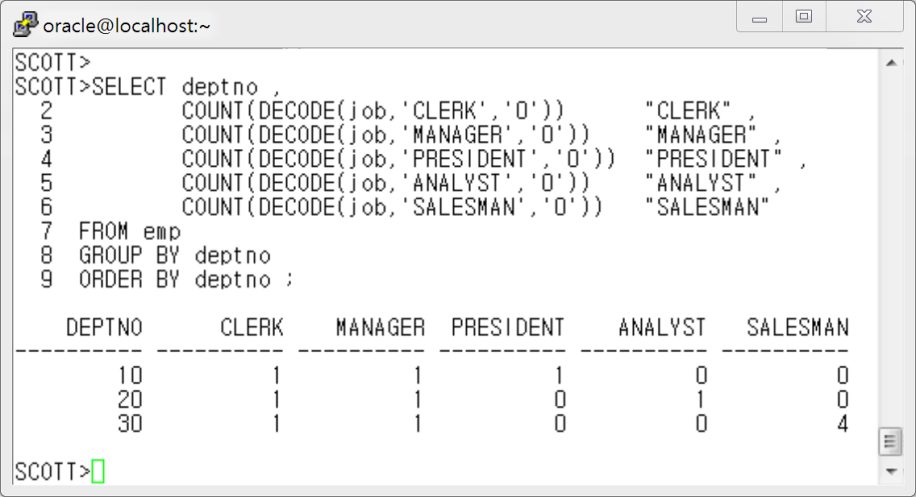 oracle@localhost:~
SCOTT>
SCOTT>SELECT deptno ,
2 COUNT(DECODE(job,'CLERK','0')) "CLERK" ,
3 COUNT(DECODE(job,'MANAGER','0')) "MANAGER" ,
4 COUNT(DECODE(job,'PRESIDENT','0')) "PRESIDENT" ,
5 COUNT(DECODE(job,'ANALYST','0')) "ANALYST" ,
6 COUNT(DECODE(job,'SALESMAN','0')) "SALESMAN"
7 FROM emp
8 GROUP BY deptno
9 ORDER BY deptno ;
DEPTNO CLERK MANAGER PRESIDENT ANALYST SALESMAN
---------- ---------- ---------- ---------- ---------- ----------
10 1 1 1 0 0
20 1 1 0 1 0
30 1 1 0 0 4
SCOTT>